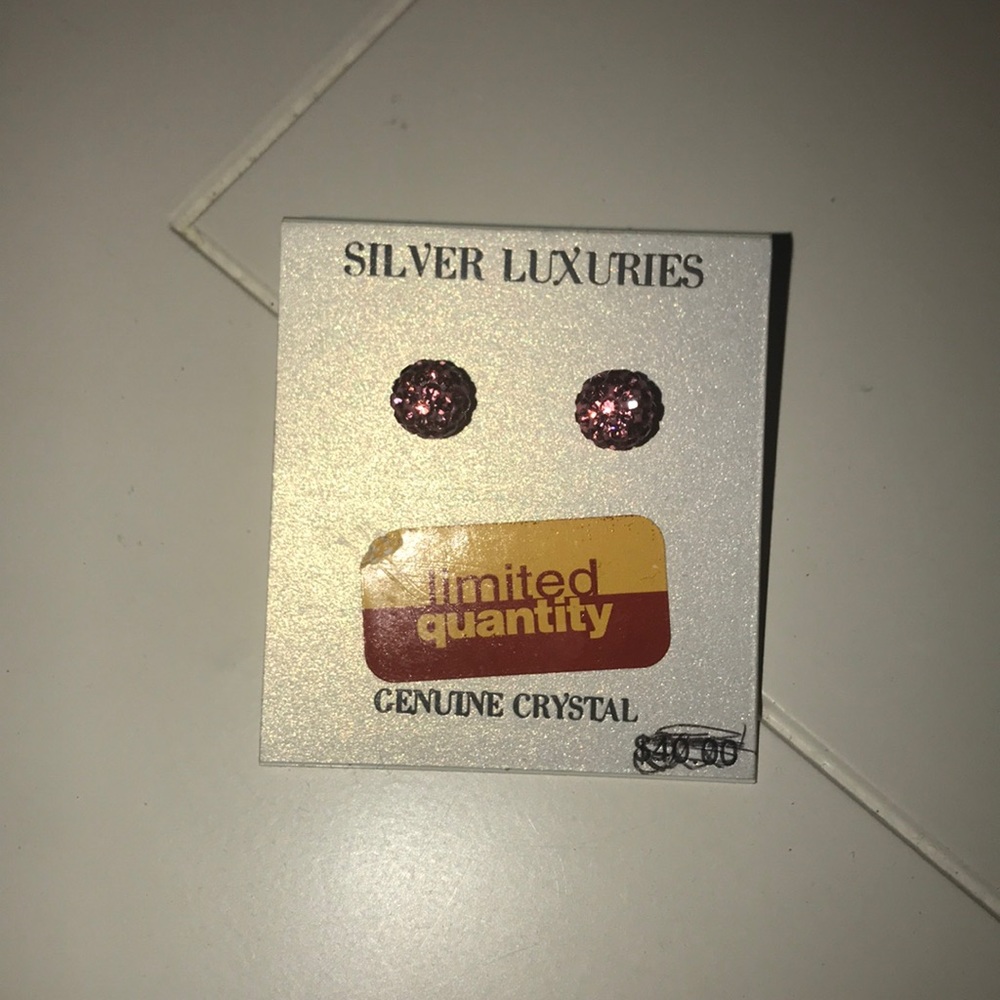 SILVER LUXURIES
limited
quantity
GENUINE CRYSTAL
$40.00